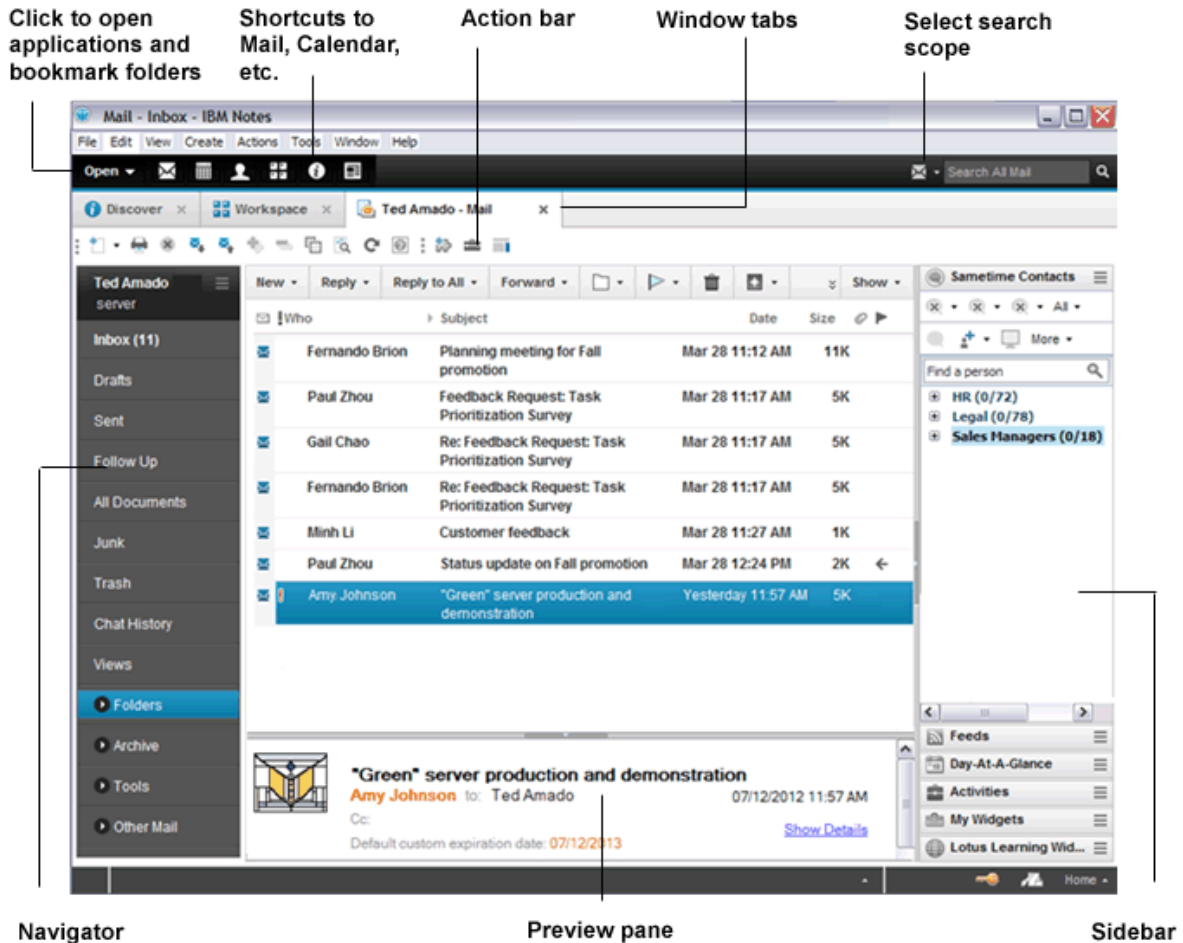 Click to open
applications and
bookmark folders
Shortcuts to
Mail, Calendar,
etc.
Action bar
Window tabs
Select search
scope
Mail - Inbox - IBM Notes
File Edit View Create Actions Tools Window Help
Open
Search All Mail
Discover
Workspace
Ted Amado - Mail
Ted Amado
server
Inbox (11)
Drafts
Sent
Follow Up
All Documents
Junk
Trash
Chat History
Views
Folders
Archive
Tools
Other Mail
New Reply Reply to All Forward Show
! Who Subject Date Size
Fernando Brion Planning meeting for Fall Mar 28 11:12 AM 11K
promotion
Paul Zhou Feedback Request: Task Mar 28 11:17 AM 5K
Prioritization Survey
Gail Chao Re: Feedback Request: Task Mar 28 11:17 AM 5K
Prioritization Survey
Fernando Brion Re: Feedback Request: Task Mar 28 11:17 AM 5K
Prioritization Survey
Minh Li Customer feedback Mar 28 11:27 AM 1K
Paul Zhou Status update on Fall promotion Mar 28 12:24 PM 2K
! Amy Johnson "Green" server production and Yesterday 11:57 AM 5K
demonstration
"Green" server production and demonstration
Amy Johnson to: Ted Amado 07/12/2012 11:57 AM
Cc:
Show Details
Default custom expiration date: 07/12/2013
Sametime Contacts
All
More
Find a person
HR (0/72)
Legal (0/78)
Sales Managers (0/18)
Feeds
Day-At-A-Glance
Activities
My Widgets
Lotus Learning Wid...
Home
Navigator
Preview pane
Sidebar